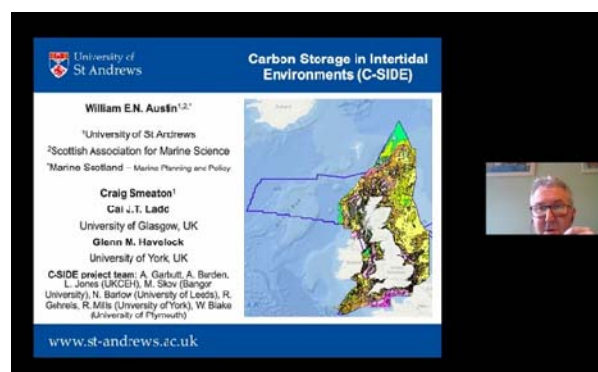 University of
St Andrews
Carbon Storage in Intertidal
Environments (C-SIDE)
William E.N. Austin1,2,*
1University of St Andrews
2Scottish Association for Marine Science
*Marine Scotland – Marine Planning and Policy
Craig Smeaton1
Cai J.T. Ladd
University of Glasgow, UK
Glenn M. Havelock
University of York, UK
C-SIDE project team: A. Garbutt, A. Burden,
L. Jones (UKCEH), M. Skov (Bangor
University), N. Barlow (University of Leeds), R.
Gehrels, R. Mills (University of York), W. Blake
(University of Plymouth)
www.st-andrews.ac.uk